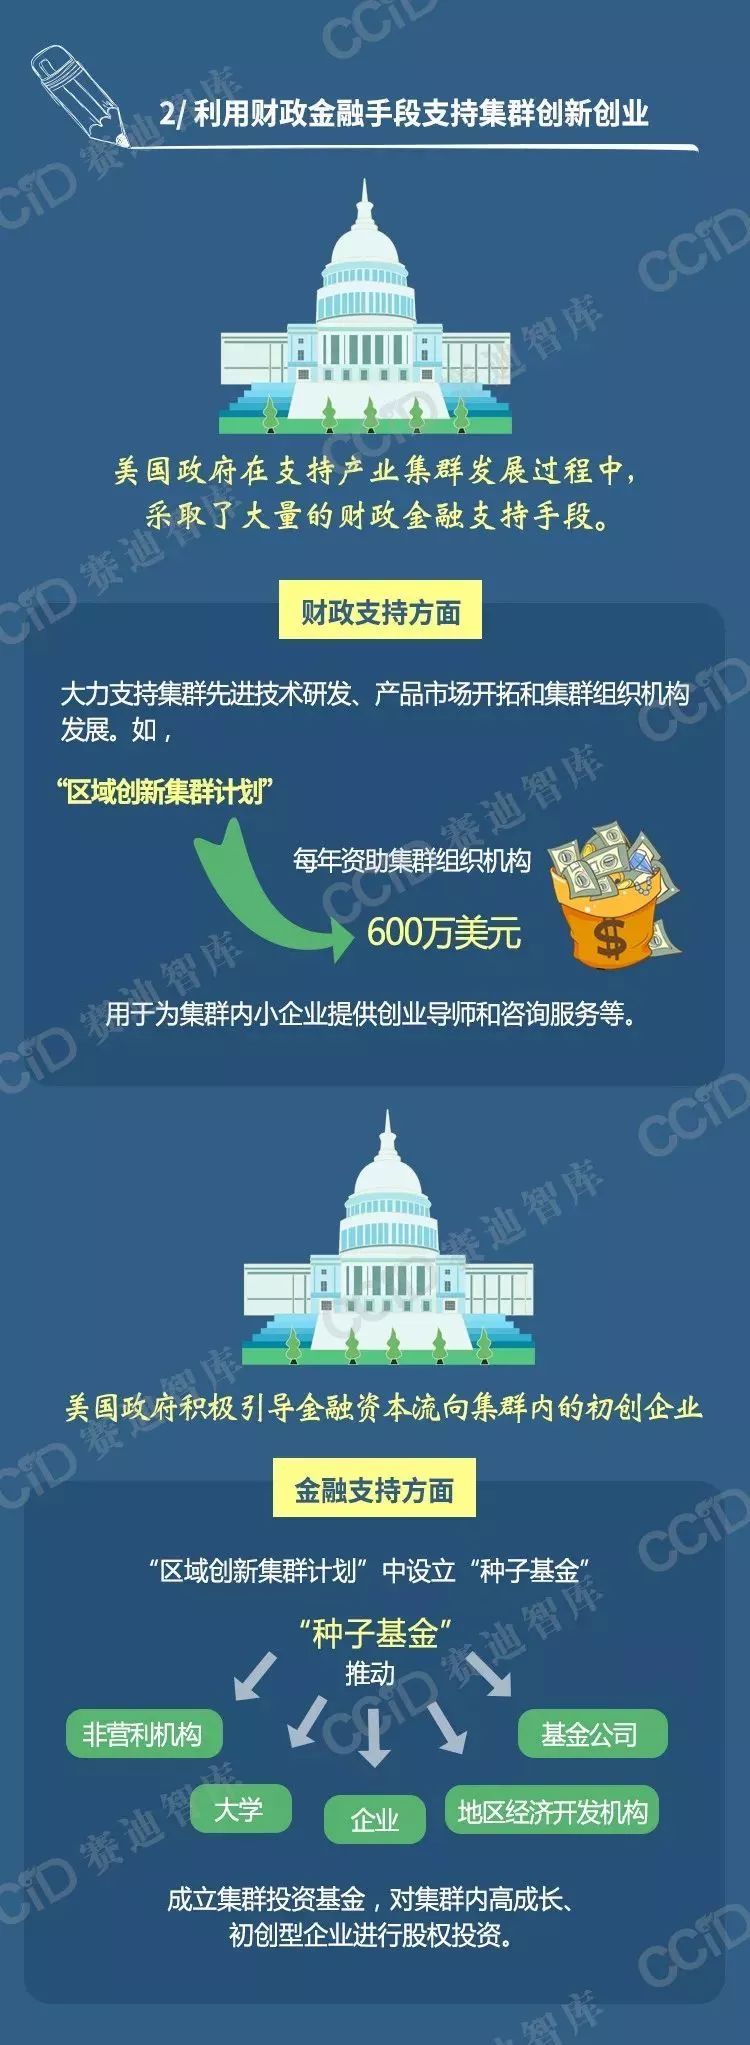 2/ 利用财政金融手段支持集群创新创业
美国政府在支持产业集群发展过程中，
采取了大量的财政金融支持手段。
财政支持方面
大力支持集群先进技术研发、产品市场开拓和集群组织机构
发展。如，
“区域创新集群计划”
每年资助集群组织机构
600万美元
$
用于为集群内小企业提供创业导师和咨询服务等。
美国政府积极引导金融资本流向集群内的初创企业
金融支持方面
“区域创新集群计划”中设立“种子基金”
“种子基金”
推动
非营利机构
基金公司
大学
企业
地区经济开发机构
成立集群投资基金，对集群内高成长、
初创型企业进行股权投资。
CCiD 赛迪智库